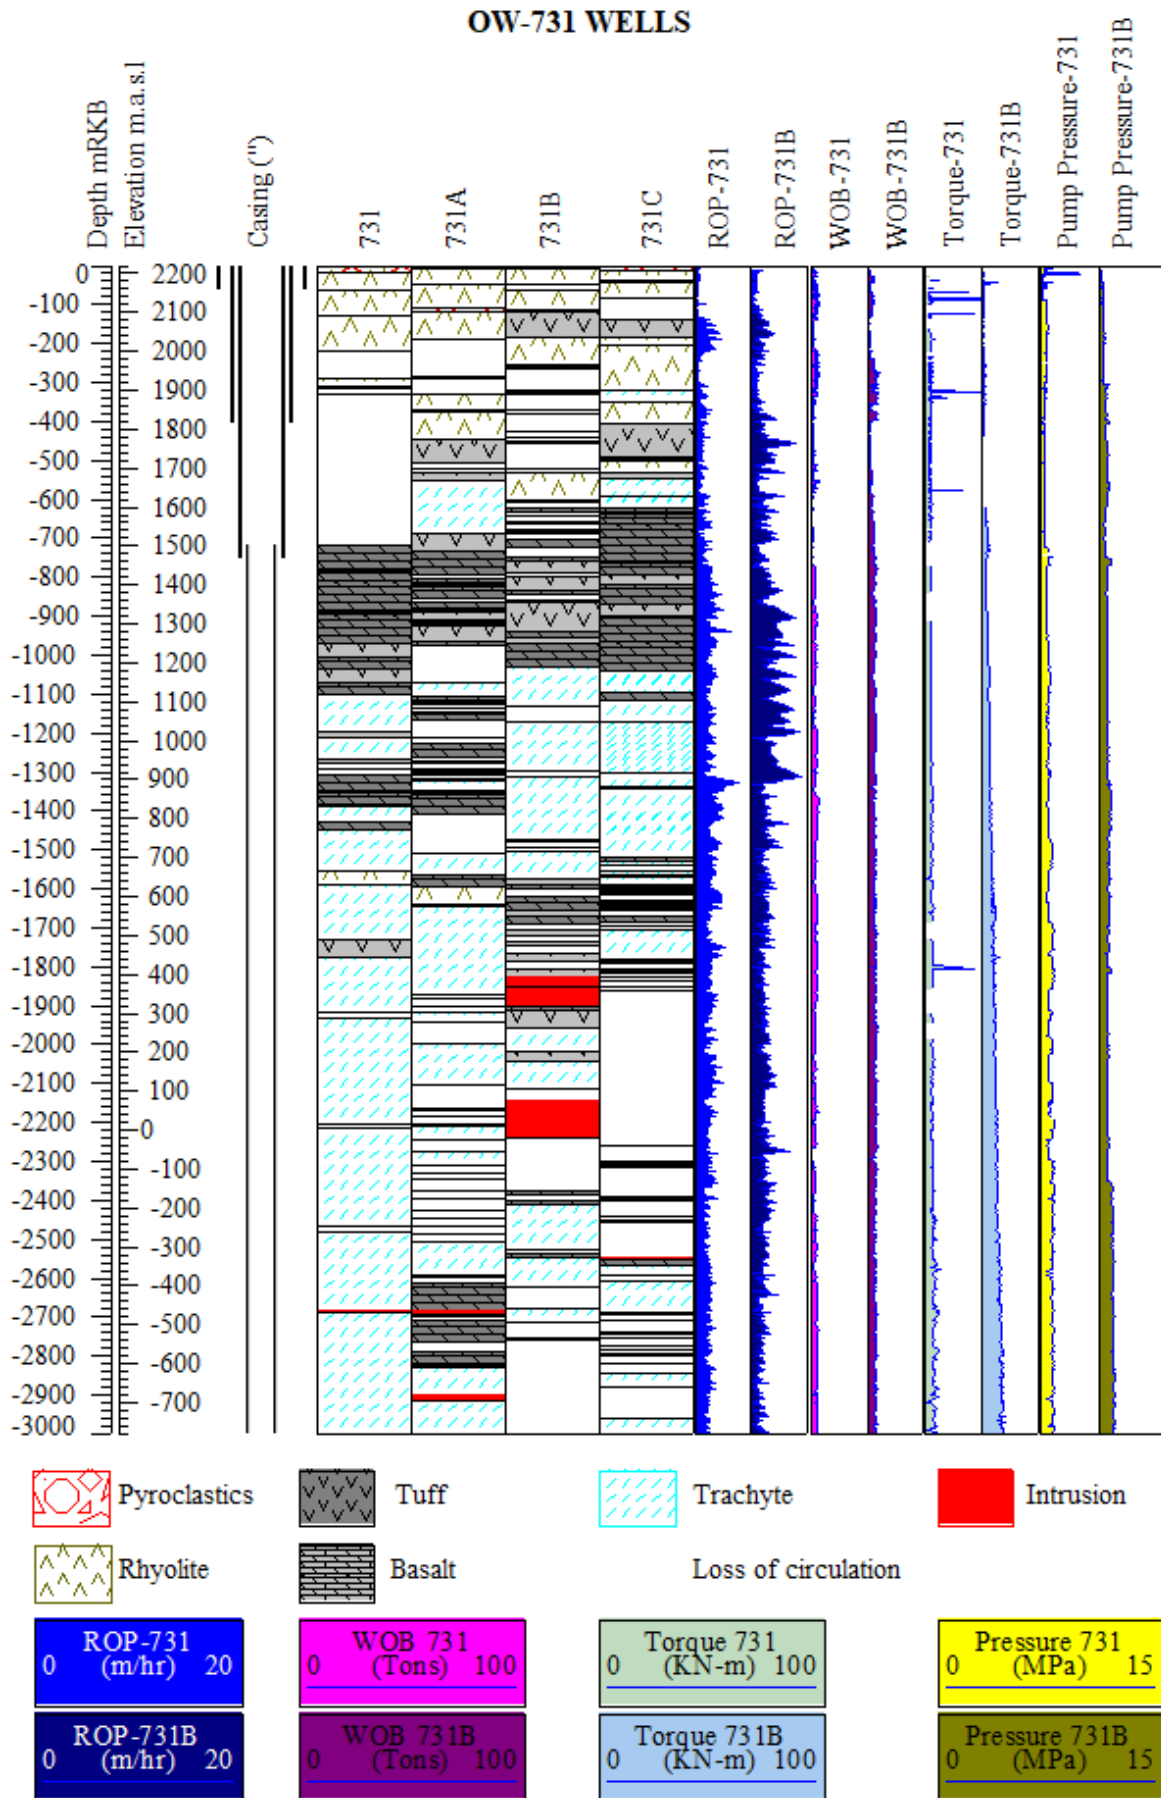 OW-731 WELLS
Depth mRKB
Elevation m.a.s.l
Casing (")
731
731A
731B
731C
ROP-731
ROP-731B
WOB-731
WOB-731B
Torque-731
Torque-731B
Pump Pressure-731
Pump Pressure-731B
0 2200
-100 2100
-200 2000
-300 1900
-400 1800
-500 1700
-600 1600
-700 1500
-800 1400
-900 1300
-1000 1200
-1100 1100
-1200 1000
-1300 900
-1400 800
-1500 700
-1600 600
-1700 500
-1800 400
-1900 300
-2000 200
-2100 100
-2200 0
-2300 -100
-2400 -200
-2500 -300
-2600 -400
-2700 -500
-2800 -600
-2900 -700
-3000
Pyroclastics Tuff Trachyte Intrusion
Rhyolite Basalt Loss of circulation
ROP-731 WOB 731 Torque 731 Pressure 731
0 (m/hr) 20 0 (Tons) 100 0 (KN-m) 100 0 (MPa) 15
ROP-731B WOB 731B Torque 731B Pressure 731B
0 (m/hr) 20 0 (Tons) 100 0 (KN-m) 100 0 (MPa) 15